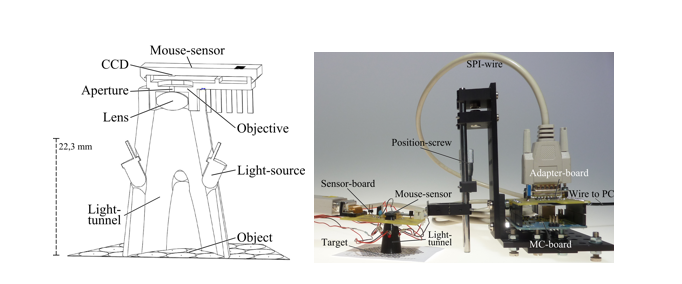 Mouse-sensor
CCD
Aperture
Lens
Objective
22,3 mm
Light-source
Light-
tunnel
Object
SPI-wire
Position-screw
Adapter-board
Sensor-board
Mouse-sensor
Wire to PC
Target
Light-
tunnel
MC-board